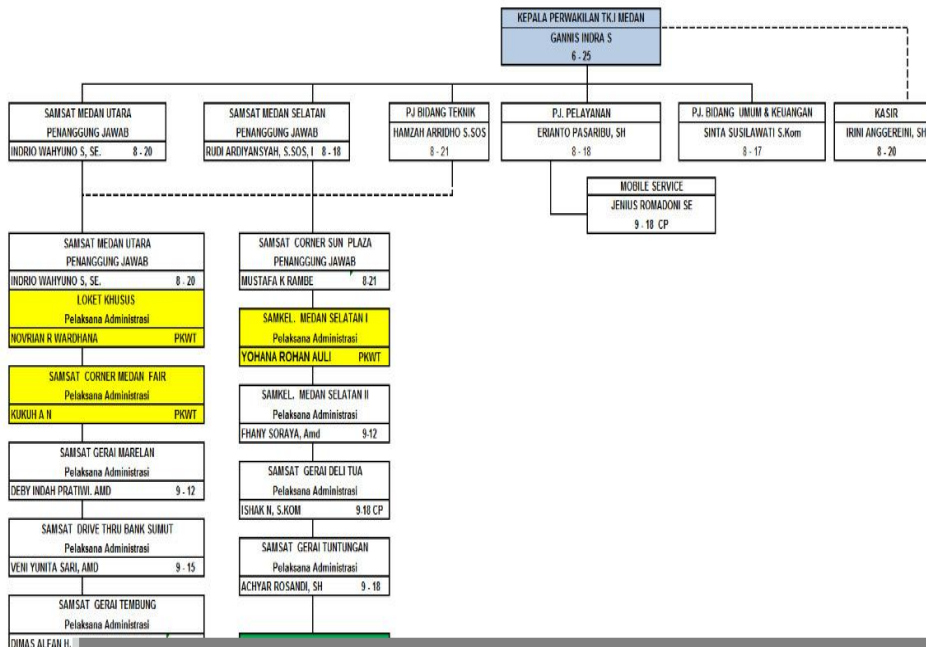 KEPALA PERWAKILAN TK.I MEDAN
GANNIS INDRA S
6 - 25
SAMSAT MEDAN UTARA
PENANGGUNG JAWAB
INDRIO WAHYUNO S, SE. 8 - 20
SAMSAT MEDAN SELATAN
PENANGGUNG JAWAB
RUDI ARDIYANSYAH, S.SOS, I 8 - 18
PJ BIDANG TEKNIK
HAMZAH ARRIDHO S.SOS
8 - 21
P.J. PELAYANAN
ERIANTO PASARIBU, SH
8 - 18
P.J. BIDANG UMUM & KEUANGAN
SINTA SUSILAWATI S.Kom
8 - 17
KASIR
IRINI ANGGEREINI, SH
8 - 20
MOBILE SERVICE
JENIUS ROMADONI SE
9 - 18 CP
SAMSAT MEDAN UTARA
PENANGGUNG JAWAB
INDRIO WAHYUNO S, SE. 8 - 20
LOKET KHUSUS
Pelaksana Administrasi
NOVRIAN R WARDHANA PKWT
SAMSAT CORNER MEDAN FAIR
Pelaksana Administrasi
KUKUH A N PKWT
SAMSAT GERAI MARELAN
Pelaksana Administrasi
DEBY INDAH PRATIWI. AMD 9 - 12
SAMSAT DRIVE THRU BANK SUMUT
Pelaksana Administrasi
VENI YUNITA SARI, AMD 9 - 15
SAMSAT GERAI TEMBUNG
Pelaksana Administrasi
DIMAS ALFAN H.
SAMSAT CORNER SUN PLAZA
PENANGGUNG JAWAB
MUSTAFA K RAMBE 8-21
SAMKEL. MEDAN SELATAN I
Pelaksana Administrasi
YOHANA ROHAN AULI PKWT
SAMKEL. MEDAN SELATAN II
Pelaksana Administrasi
FHANY SORAYA, Amd 9-12
SAMSAT GERAI DELI TUA
Pelaksana Administrasi
ISHAK N, S.KOM 9-18 CP
SAMSAT GERAI TUNTUNGAN
Pelaksana Administrasi
ACHYAR ROSANDI, SH 9 - 18